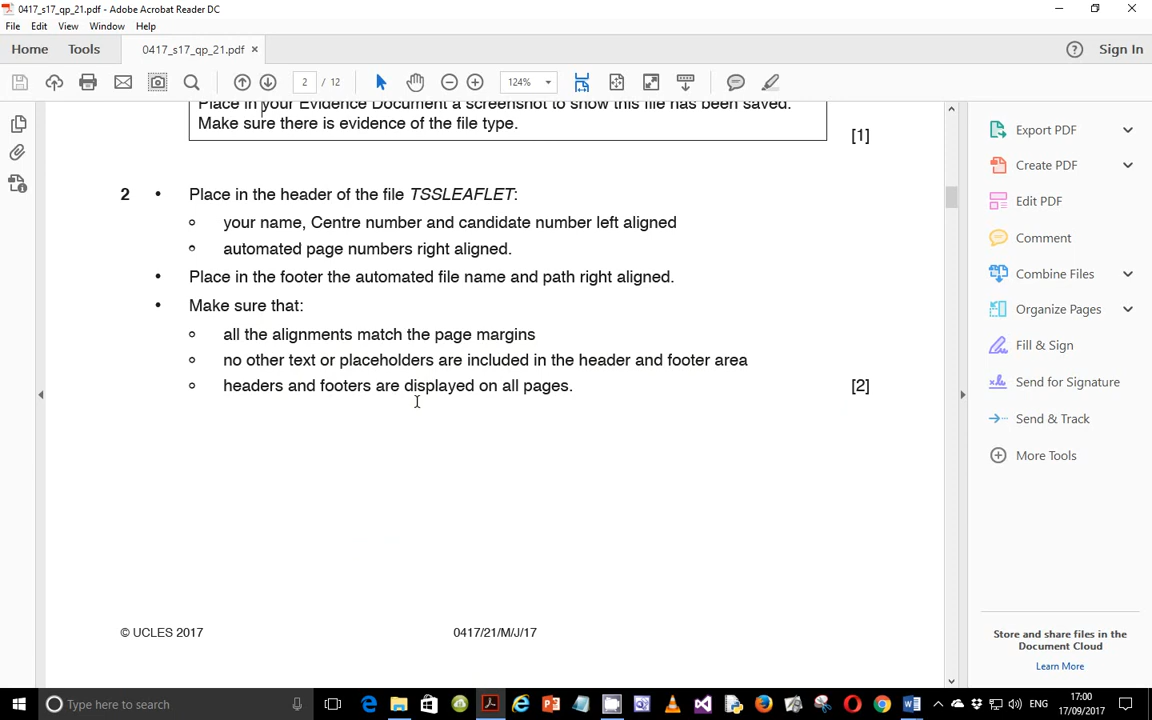 0417_s17_qp_21.pdf - Adobe Acrobat Reader DC
File Edit View Window Help
Home Tools 0417_s17_qp_21.pdf × Sign In
2 / 12 124%
Place in your Evidence Document a screenshot to show this file has been saved.
Make sure there is evidence of the file type.
[1]
2 • Place in the header of the file TSSLEAFLET:
○ your name, Centre number and candidate number left aligned
○ automated page numbers right aligned.
• Place in the footer the automated file name and path right aligned.
• Make sure that:
○ all the alignments match the page margins
○ no other text or placeholders are included in the header and footer area
○ headers and footers are displayed on all pages. [2]
© UCLES 2017 0417/21/M/J/17
Export PDF
Create PDF
Edit PDF
Comment
Combine Files
Organize Pages
Fill & Sign
Send for Signature
Send & Track
More Tools
Store and share files in the
Document Cloud
Learn More
Type here to search
ENG
17:00
17/09/2017